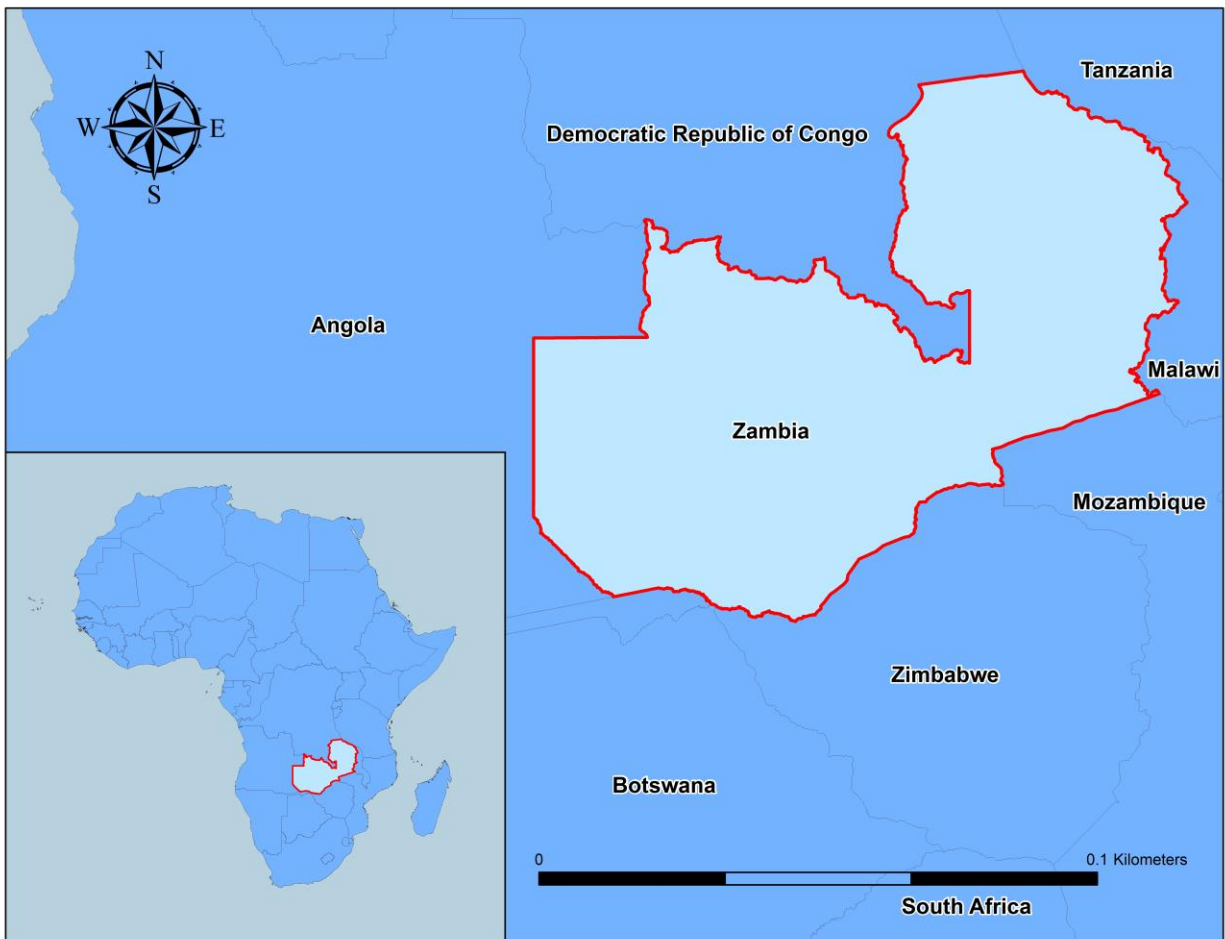 N
W
E
S
Tanzania
Democratic Republic of Congo
Angola
Malawi
Zambia
Mozambique
Zimbabwe
Botswana
0
0.1 Kilometers
South Africa